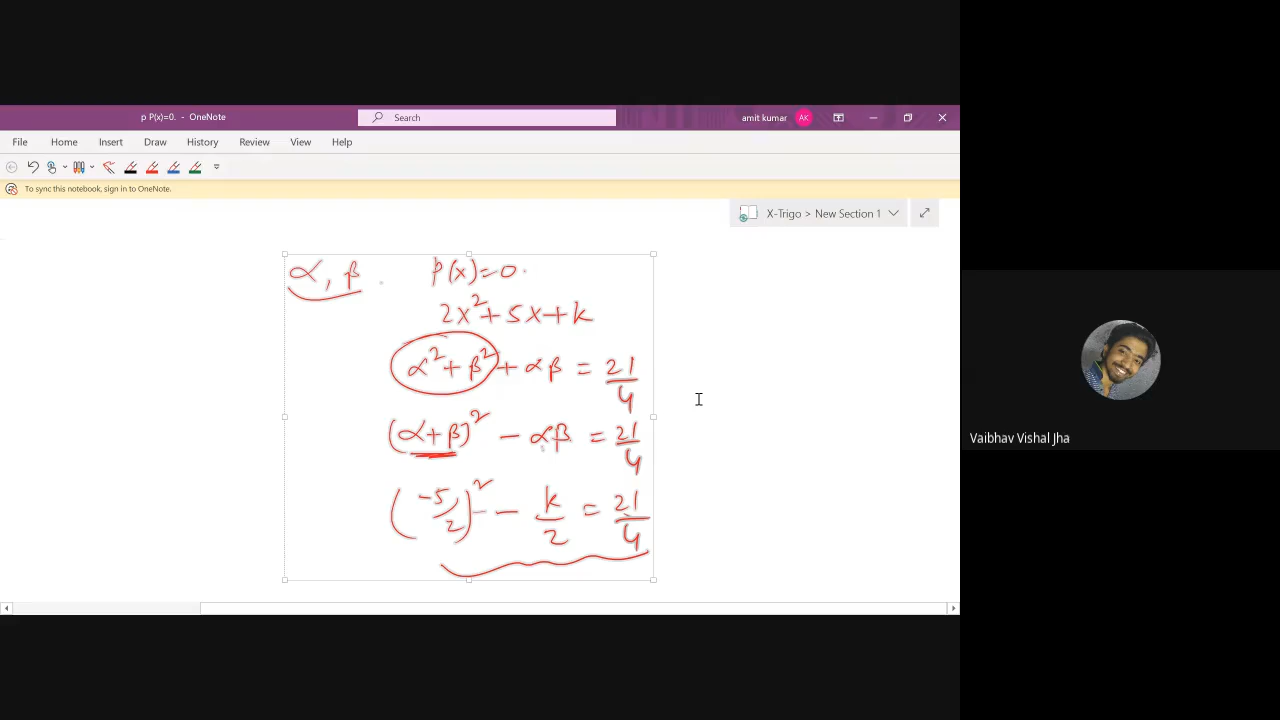 p P(x)=0. - OneNote
Search
amit kumar
AK
File Home Insert Draw History Review View Help
To sync this notebook, sign in to OneNote.
X-Trigo > New Section 1
α, β
P(x)=0.
2x²+5x+k
α²+β²+αβ = 21/4
(α+β)² - αβ = 21/4
(-5/2)² - k/2 = 21/4
Vaibhav Vishal Jha